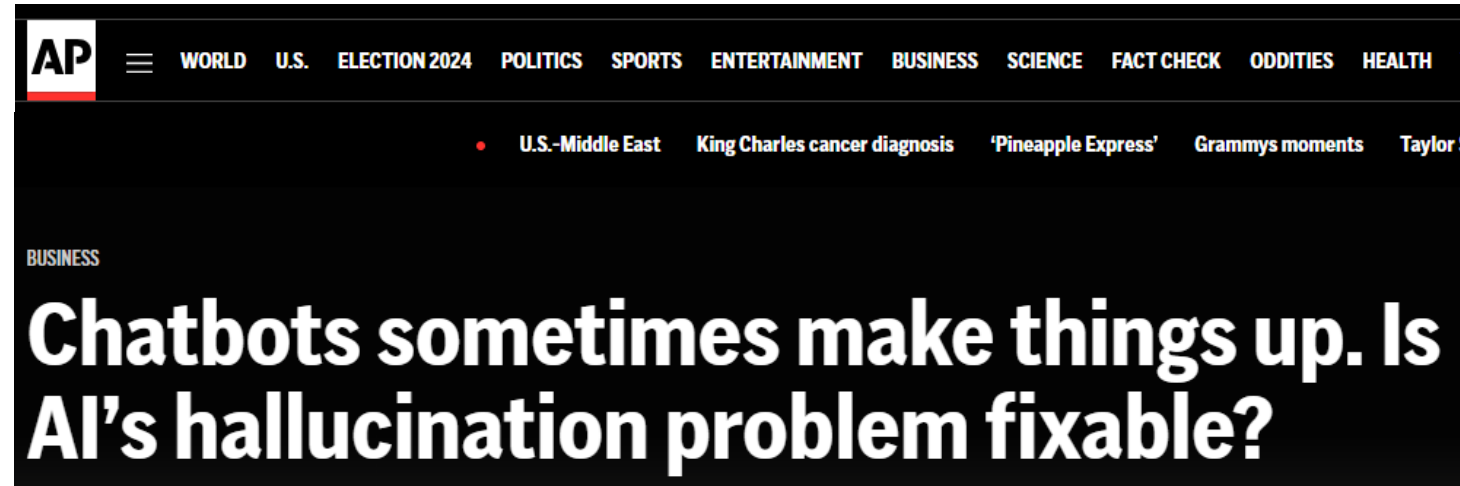 AP WORLD U.S. ELECTION 2024 POLITICS SPORTS ENTERTAINMENT BUSINESS SCIENCE FACT CHECK ODDITIES HEALTH
U.S.-Middle East King Charles cancer diagnosis ‘Pineapple Express’ Grammys moments Taylor
BUSINESS
Chatbots sometimes make things up. Is
AI’s hallucination problem fixable?